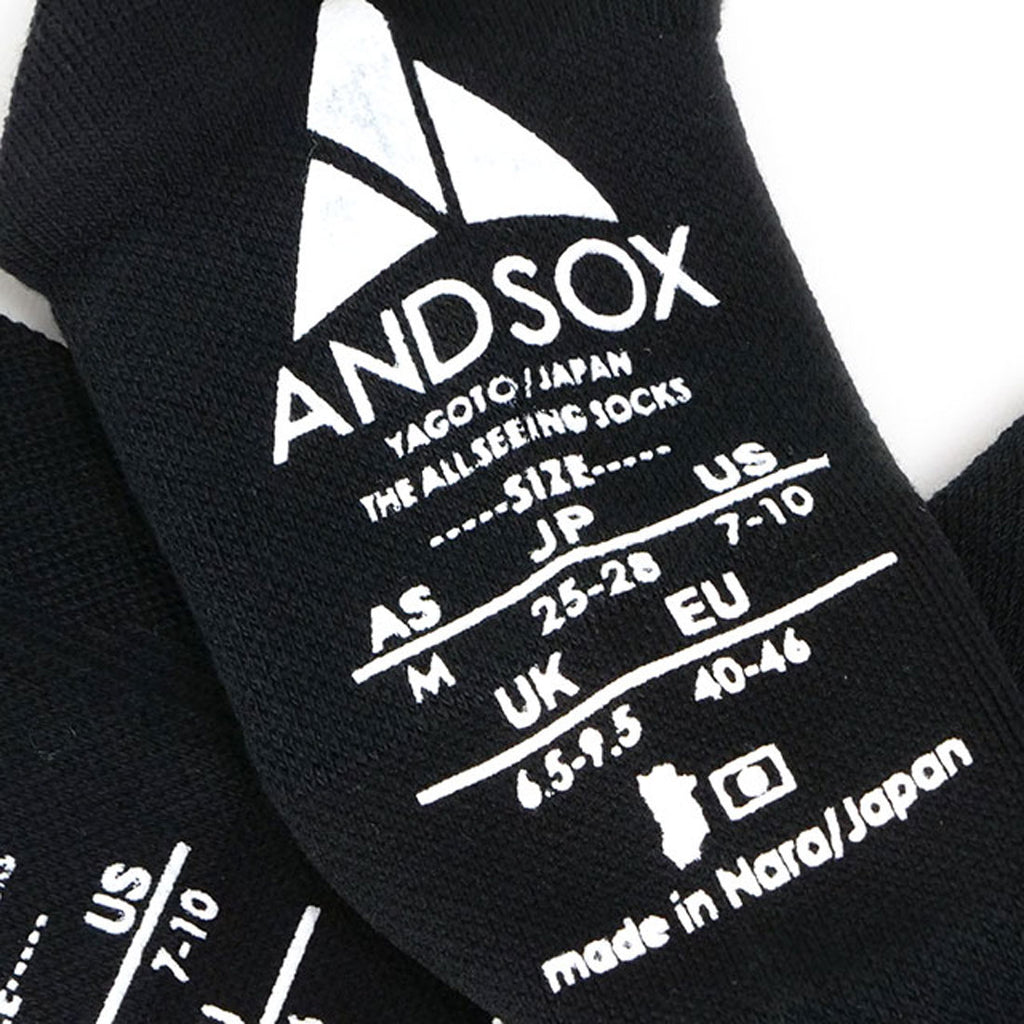 ANDSOX
YAGOTO/JAPAN
THE ALL SEEING SOCKS
-----SIZE-----
AS JP US
M 25-28 7-10
UK EU
6.5-9.5 40-46
made in Nara/Japan
US
7-10